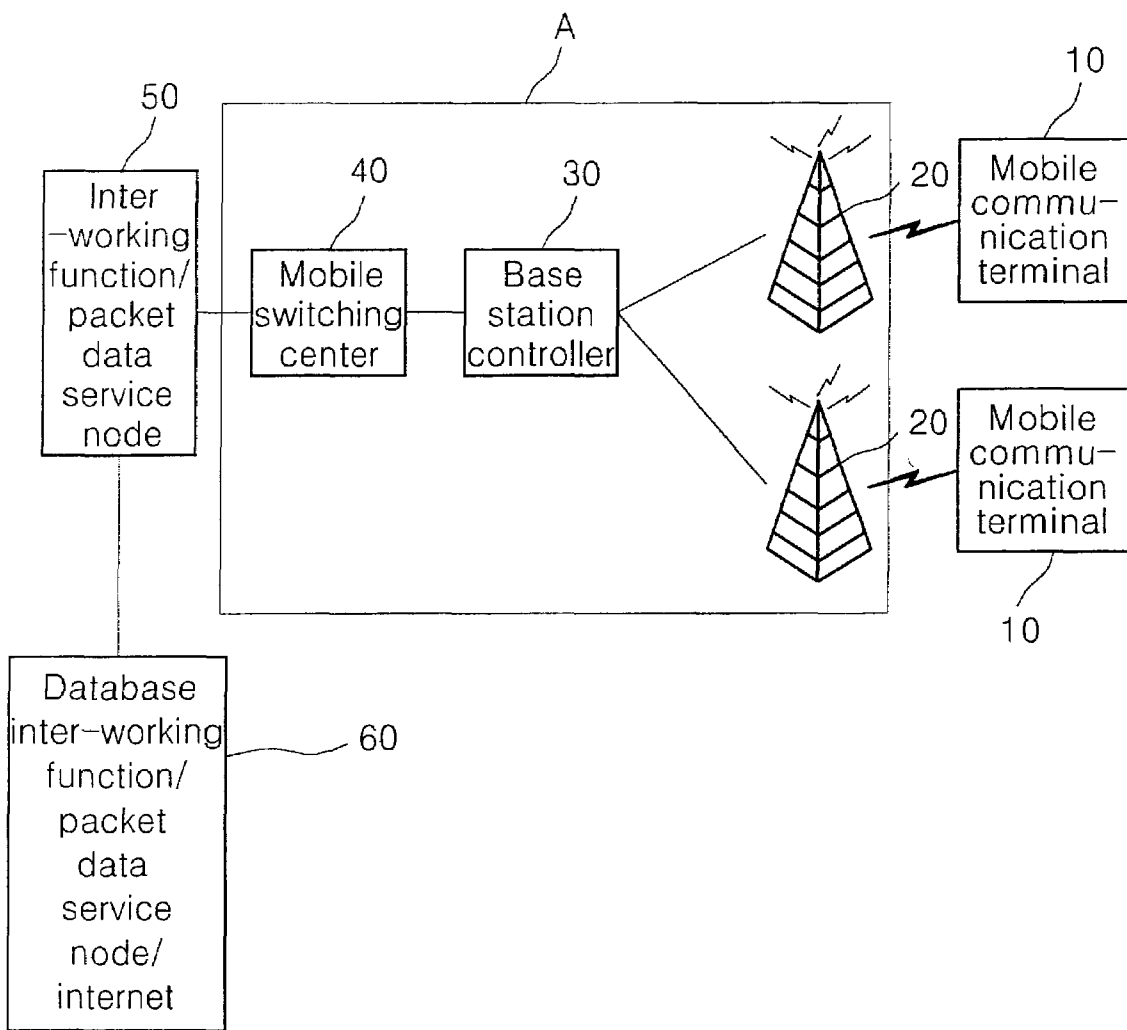 A
50
10
Inter
-working
function/
packet
data
service
node
40
Mobile
switching
center
30
Base
station
controller
20
Mobile
commu-
nication
terminal
20
Mobile
commu-
nication
terminal
10
Database
inter-working
function/
packet
data
service
node/
internet
60